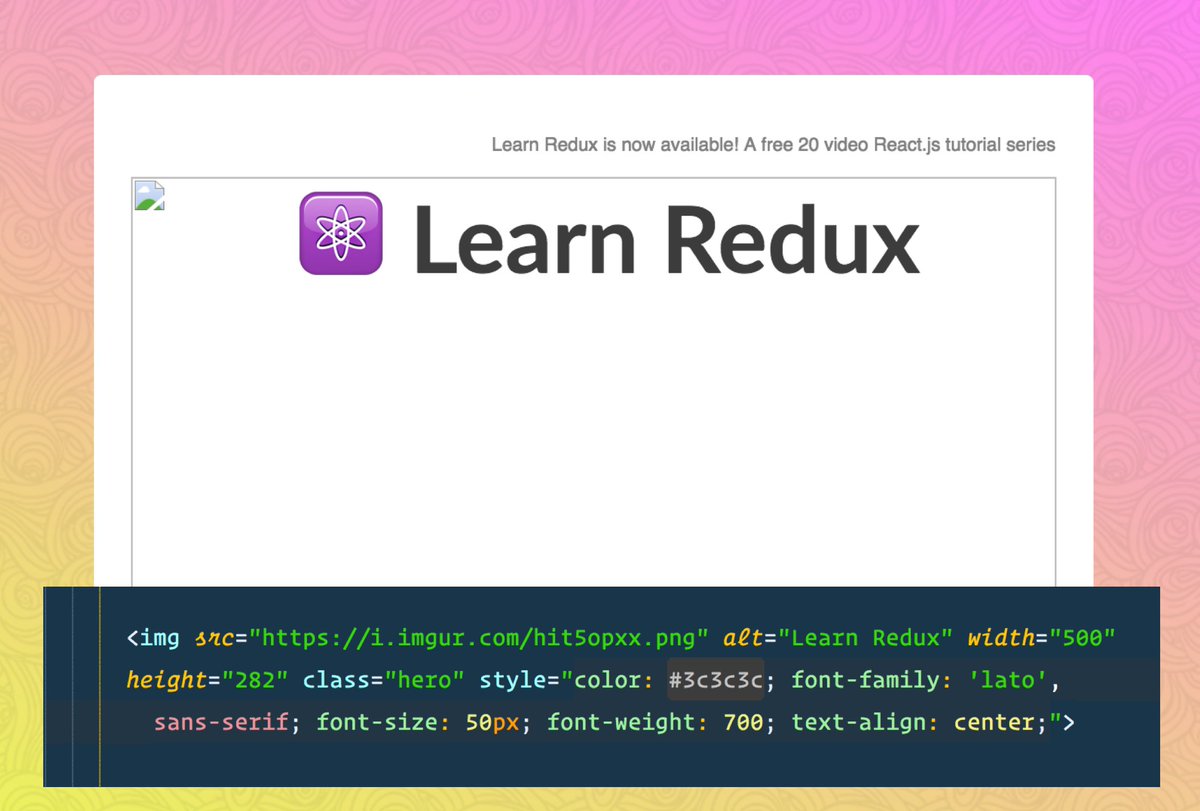 Learn Redux is now available! A free 20 video React.js tutorial series
Learn Redux
<img src="https://i.imgur.com/hit5opxx.png" alt="Learn Redux" width="500"
height="282" class="hero" style="color: #3c3c3c; font-family: 'lato',
sans-serif; font-size: 50px; font-weight: 700; text-align: center;">